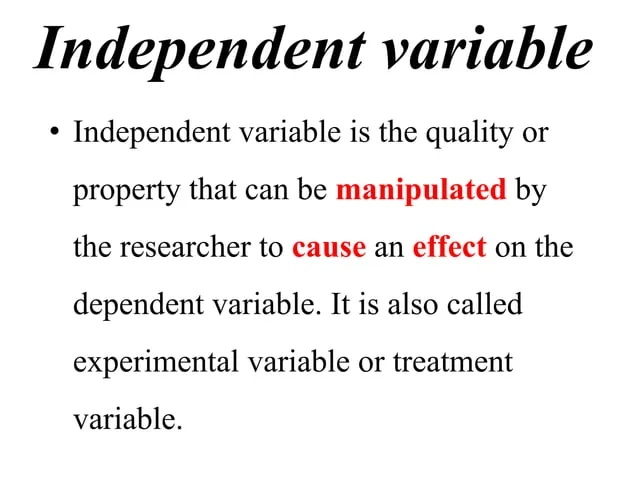 Independent variable
• Independent variable is the quality or
property that can be manipulated by
the researcher to cause an effect on the
dependent variable. It is also called
experimental variable or treatment
variable.